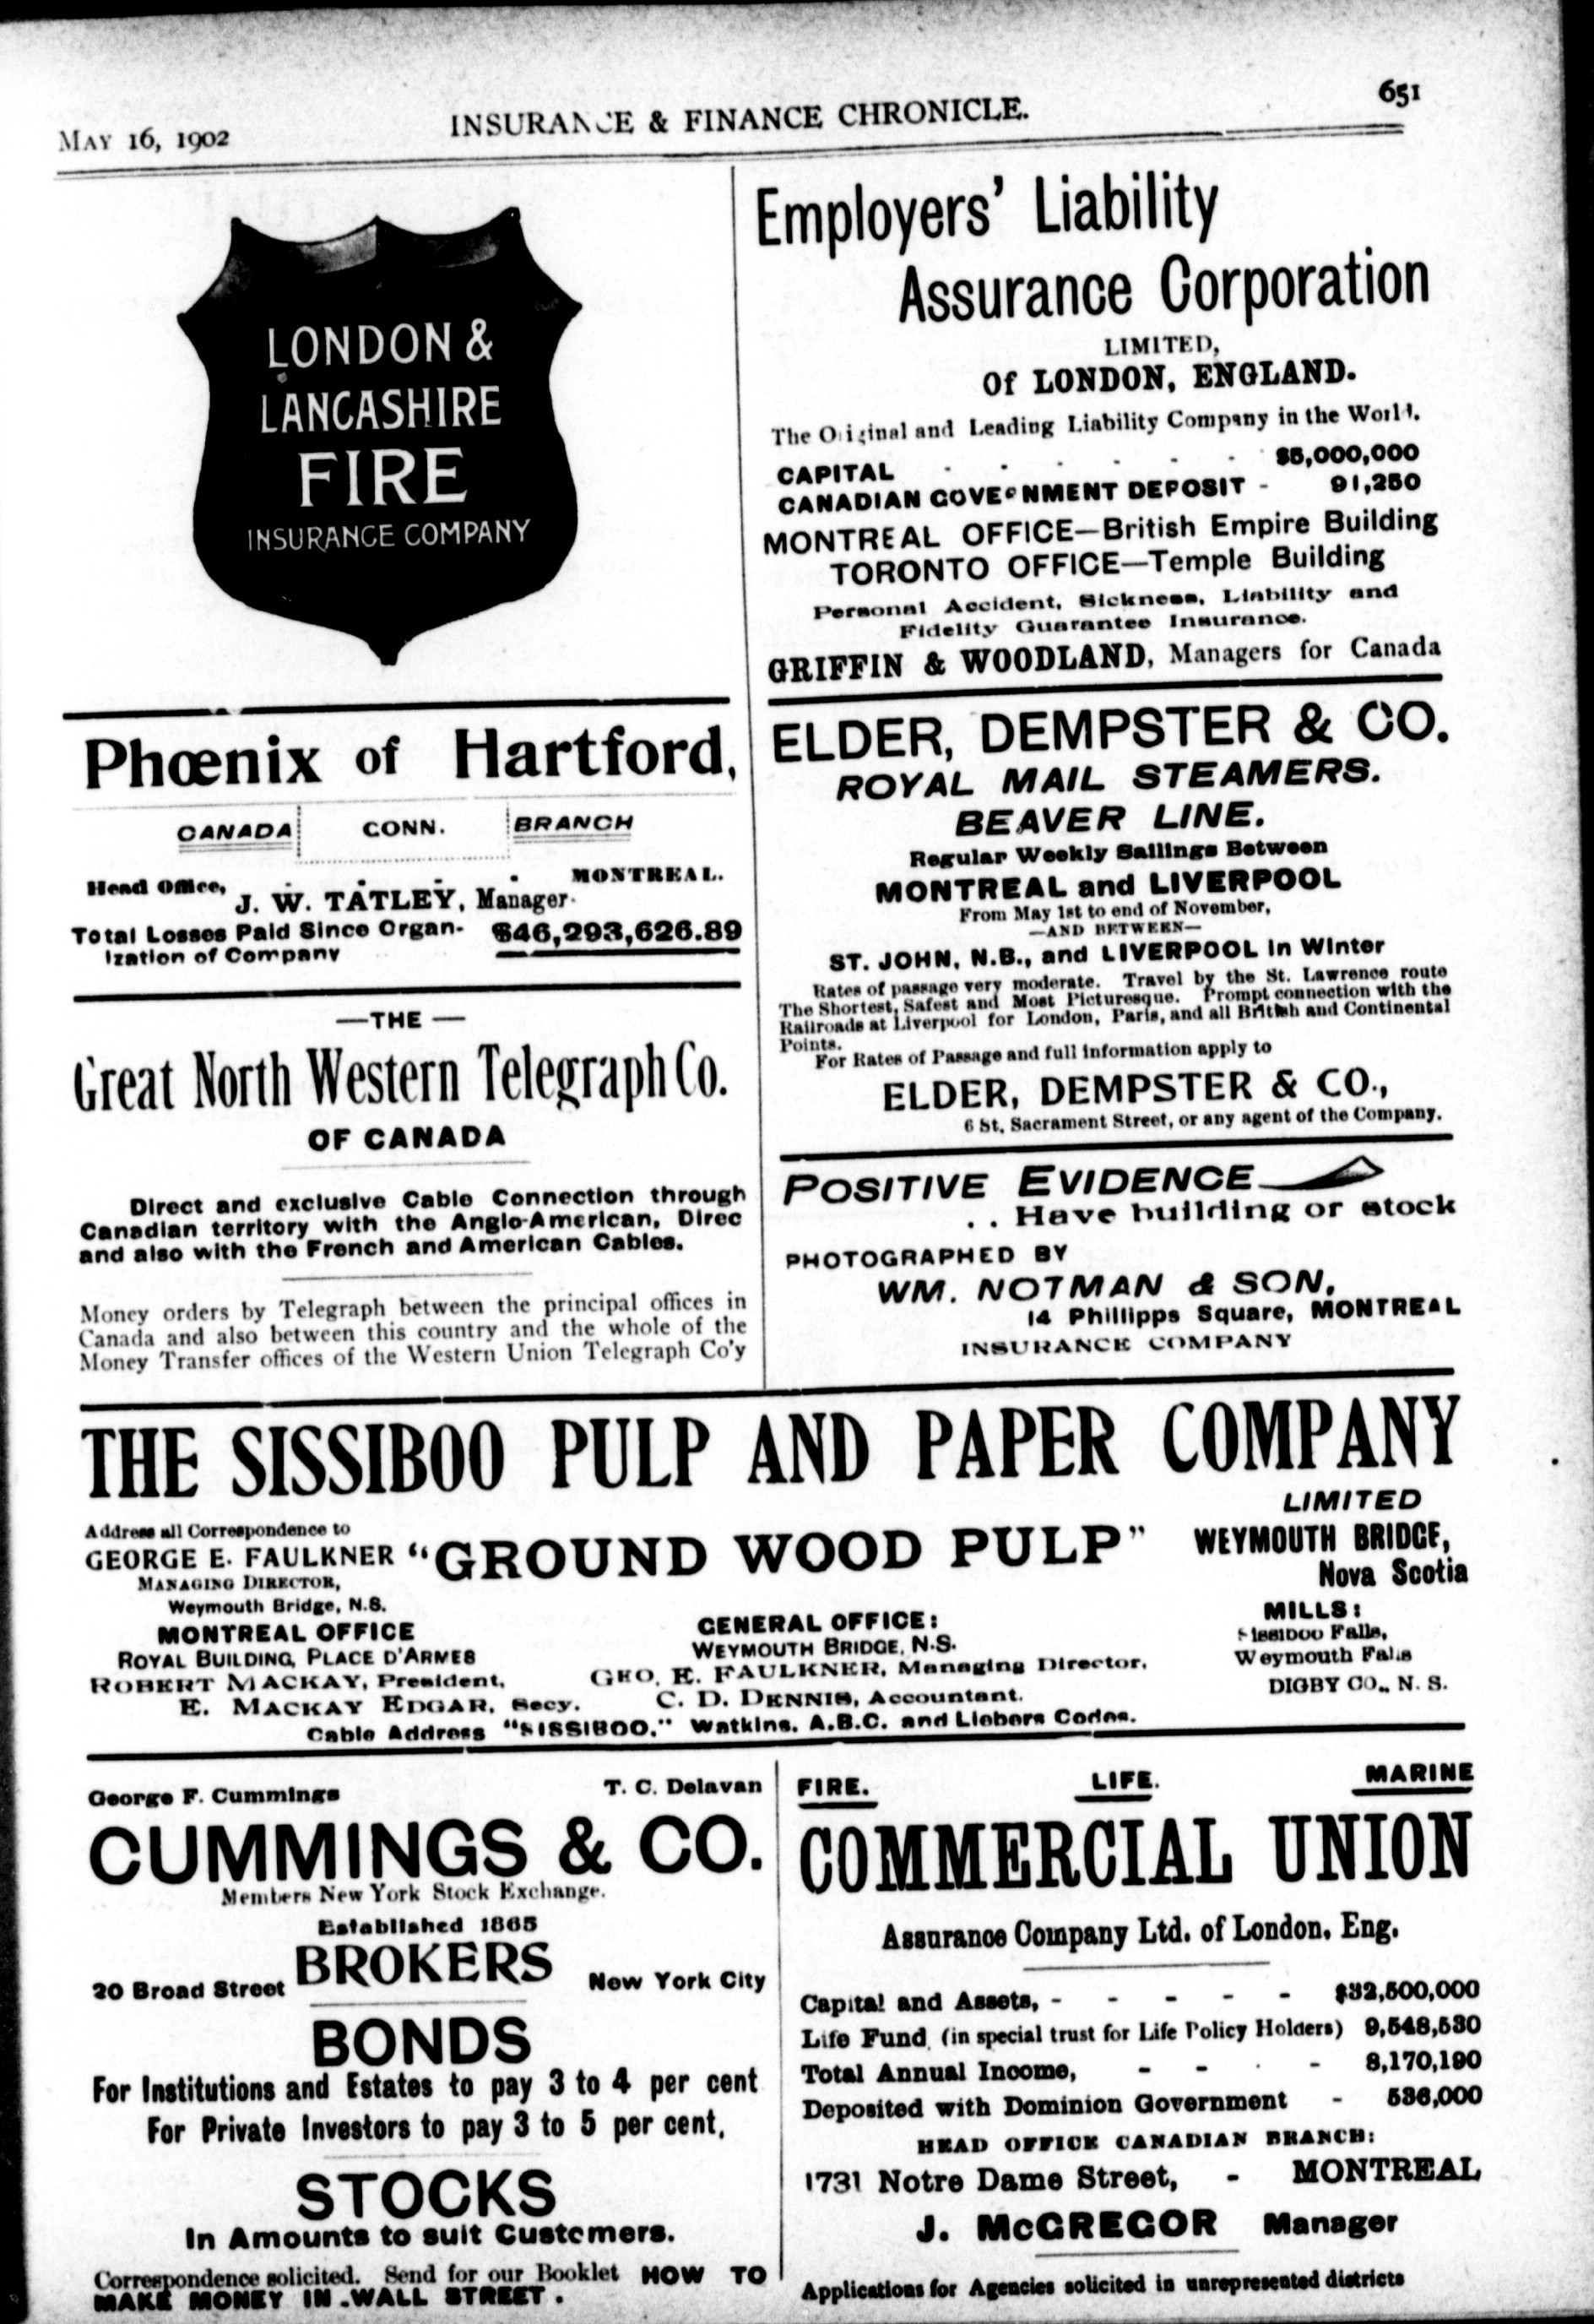 MAY 16, 1902 INSURANCE & FINANCE CHRONICLE. 651
LONDON &
LANCASHIRE
FIRE
INSURANCE COMPANY
Phœnix of Hartford,
CANADA CONN. BRANCH
Head Office, . . . MONTREAL.
J. W. TATLEY, Manager.
Total Losses Paid Since Organ- $46,293,626.89
ization of Company
—THE—
Great North Western Telegraph Co.
OF CANADA
Direct and exclusive Cable Connection through
Canadian territory with the Anglo-American, Direc
and also with the French and American Cables.
Money orders by Telegraph between the principal offices in
Canada and also between this country and the whole of the
Money Transfer offices of the Western Union Telegraph Co'y
Employers' Liability
Assurance Corporation
LIMITED,
Of LONDON, ENGLAND.
The Original and Leading Liability Company in the World.
CAPITAL - - - - - - $5,000,000
CANADIAN GOVERNMENT DEPOSIT - 91,250
MONTREAL OFFICE—British Empire Building
TORONTO OFFICE—Temple Building
Personal Accident, Sickness, Liability and
Fidelity Guarantee Insurance.
GRIFFIN & WOODLAND, Managers for Canada
ELDER, DEMPSTER & CO.
ROYAL MAIL STEAMERS.
BEAVER LINE.
Regular Weekly Sailings Between
MONTREAL and LIVERPOOL
From May 1st to end of November,
—AND BETWEEN—
ST. JOHN, N.B., and LIVERPOOL in Winter
Rates of passage very moderate. Travel by the St. Lawrence route
The Shortest, Safest and Most Picturesque. Prompt connection with the
Railroads at Liverpool for London, Paris, and all British and Continental
Points.
For Rates of Passage and full information apply to
ELDER, DEMPSTER & CO.,
6 St. Sacrament Street, or any agent of the Company.
POSITIVE EVIDENCE
. . Have building or stock
PHOTOGRAPHED BY
WM. NOTMAN & SON,
14 Phillipps Square, MONTREAL
INSURANCE COMPANY
THE SISSIBOO PULP AND PAPER COMPANY
LIMITED
Address all Correspondence to
GEORGE E. FAULKNER
MANAGING DIRECTOR,
Weymouth Bridge, N.S.
MONTREAL OFFICE
ROYAL BUILDING, PLACE D'ARMES
ROBERT MACKAY, President,
E. MACKAY EDGAR, Secy.
"GROUND WOOD PULP"
GENERAL OFFICE:
WEYMOUTH BRIDGE, N.S.
GEO. E. FAULKNER, Managing Director.
C. D. DENNIS, Accountant.
WEYMOUTH BRIDGE,
Nova Scotia
MILLS:
Sissiboo Falls,
Weymouth Falls
DIGBY CO., N. S.
Cable Address "SISSIBOO." Watkins, A.B.C. and Liebers Codes.
George F. Cummings T. C. Delavan
CUMMINGS & CO.
Members New York Stock Exchange.
Established 1865
20 Broad Street BROKERS New York City
BONDS
For Institutions and Estates to pay 3 to 4 per cent
For Private Investors to pay 3 to 5 per cent,
STOCKS
In Amounts to suit Customers.
Correspondence solicited. Send for our Booklet HOW TO
MAKE MONEY IN WALL STREET.
FIRE. LIFE. MARINE
COMMERCIAL UNION
Assurance Company Ltd. of London, Eng.
Capital and Assets, - - - - - $32,500,000
Life Fund (in special trust for Life Policy Holders) 9,548,530
Total Annual Income, - - - - 8,170,190
Deposited with Dominion Government - 536,000
HEAD OFFICE CANADIAN BRANCH:
1731 Notre Dame Street, - MONTREAL
J. McGREGOR Manager
Applications for Agencies solicited in unrepresented districts